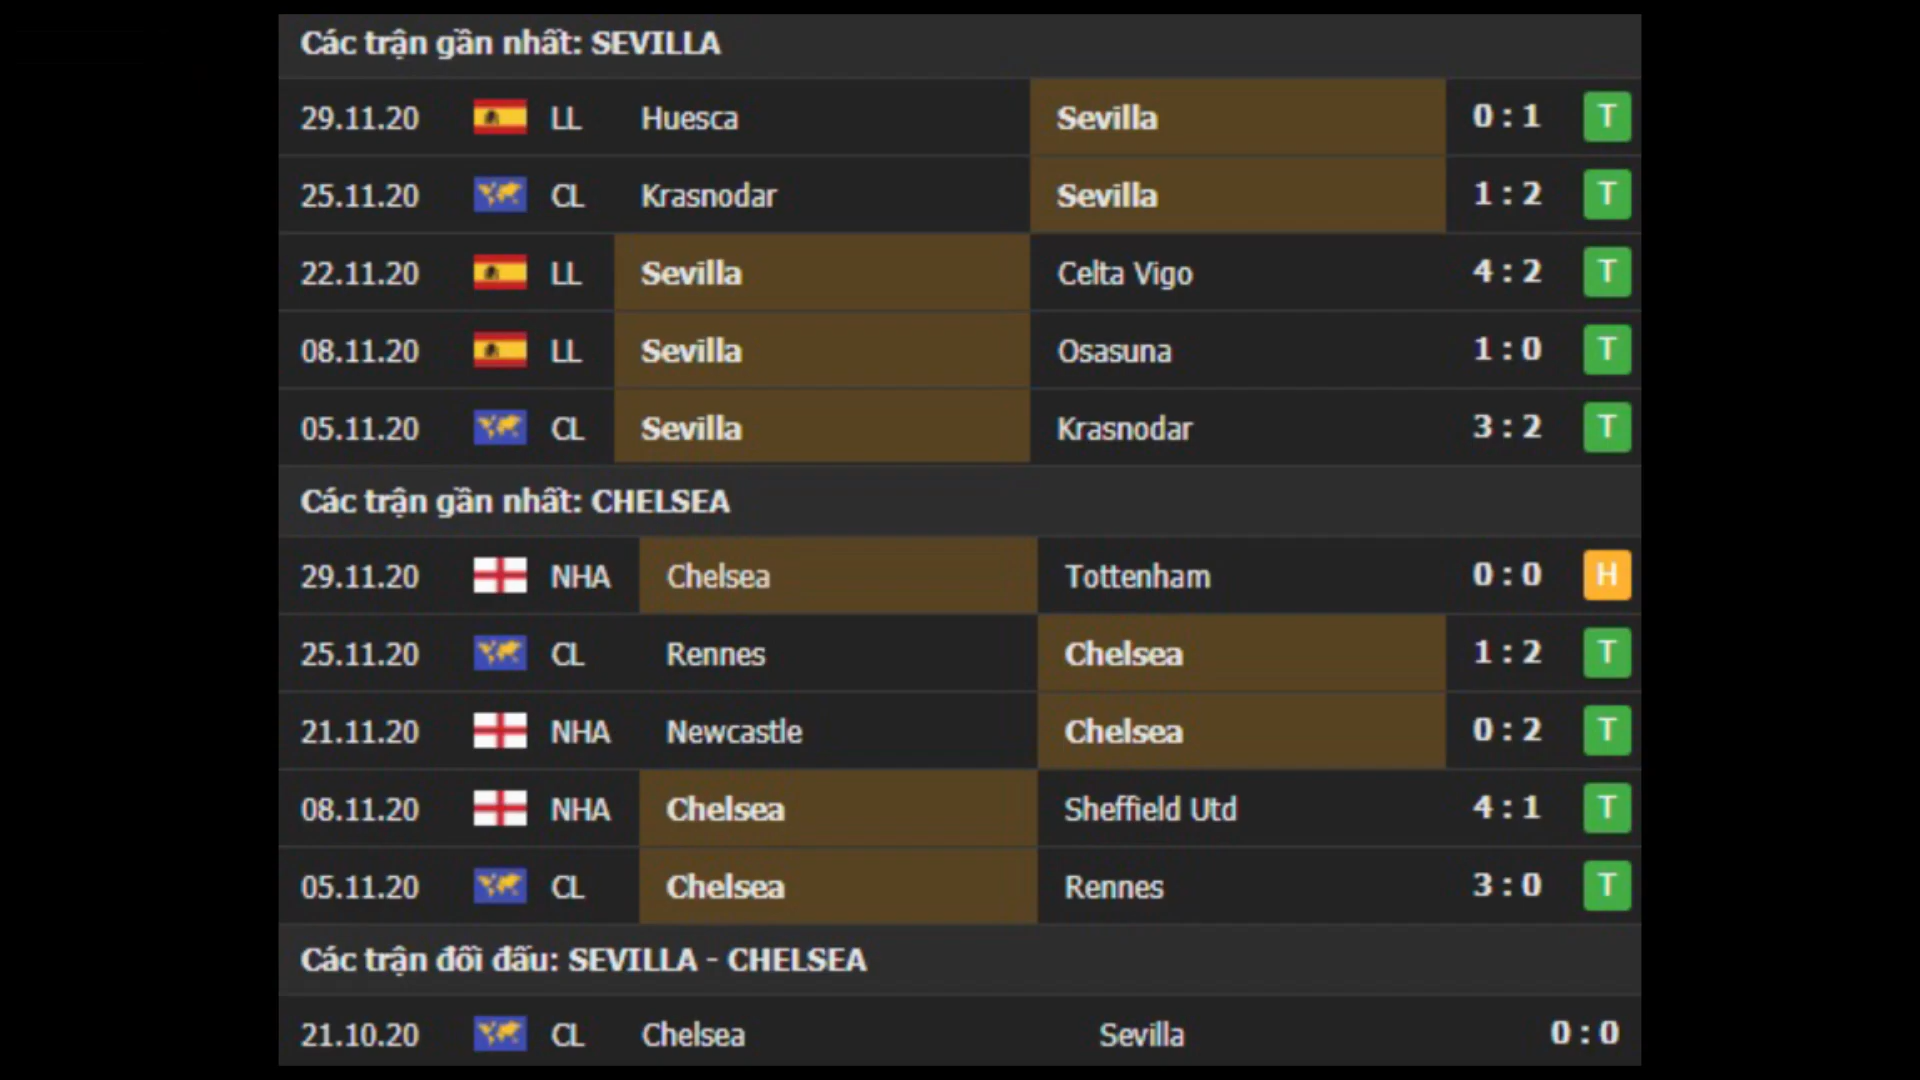 Các trận gần nhất: SEVILLA
29.11.20 LL Huesca Sevilla 0 : 1 T
25.11.20 CL Krasnodar Sevilla 1 : 2 T
22.11.20 LL Sevilla Celta Vigo 4 : 2 T
08.11.20 LL Sevilla Osasuna 1 : 0 T
05.11.20 CL Sevilla Krasnodar 3 : 2 T
Các trận gần nhất: CHELSEA
29.11.20 NHA Chelsea Tottenham 0 : 0 H
25.11.20 CL Rennes Chelsea 1 : 2 T
21.11.20 NHA Newcastle Chelsea 0 : 2 T
08.11.20 NHA Chelsea Sheffield Utd 4 : 1 T
05.11.20 CL Chelsea Rennes 3 : 0 T
Các trận đối đấu: SEVILLA - CHELSEA
21.10.20 CL Chelsea Sevilla 0 : 0